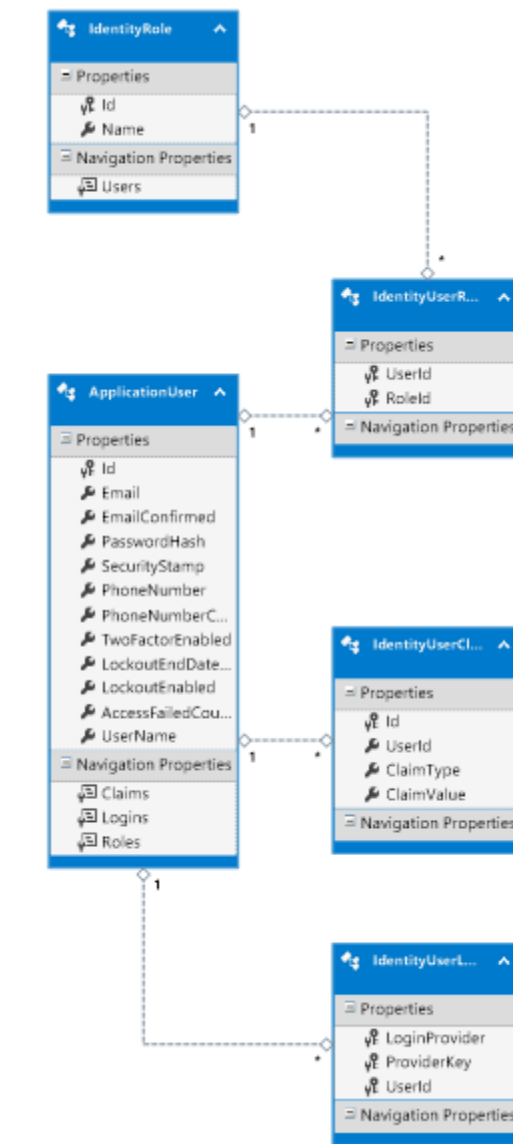 IdentityRole
Properties
Id
Name
Navigation Properties
Users
1
*
IdentityUserR...
Properties
UserId
RoleId
Navigation Properties
ApplicationUser
Properties
Id
Email
EmailConfirmed
PasswordHash
SecurityStamp
PhoneNumber
PhoneNumberC...
TwoFactorEnabled
LockoutEndDate...
LockoutEnabled
AccessFailedCou...
UserName
Navigation Properties
Claims
Logins
Roles
1
*
IdentityUserCl...
Properties
Id
UserId
ClaimType
ClaimValue
Navigation Properties
1
*
1
*
IdentityUserL...
Properties
LoginProvider
ProviderKey
UserId
Navigation Properties